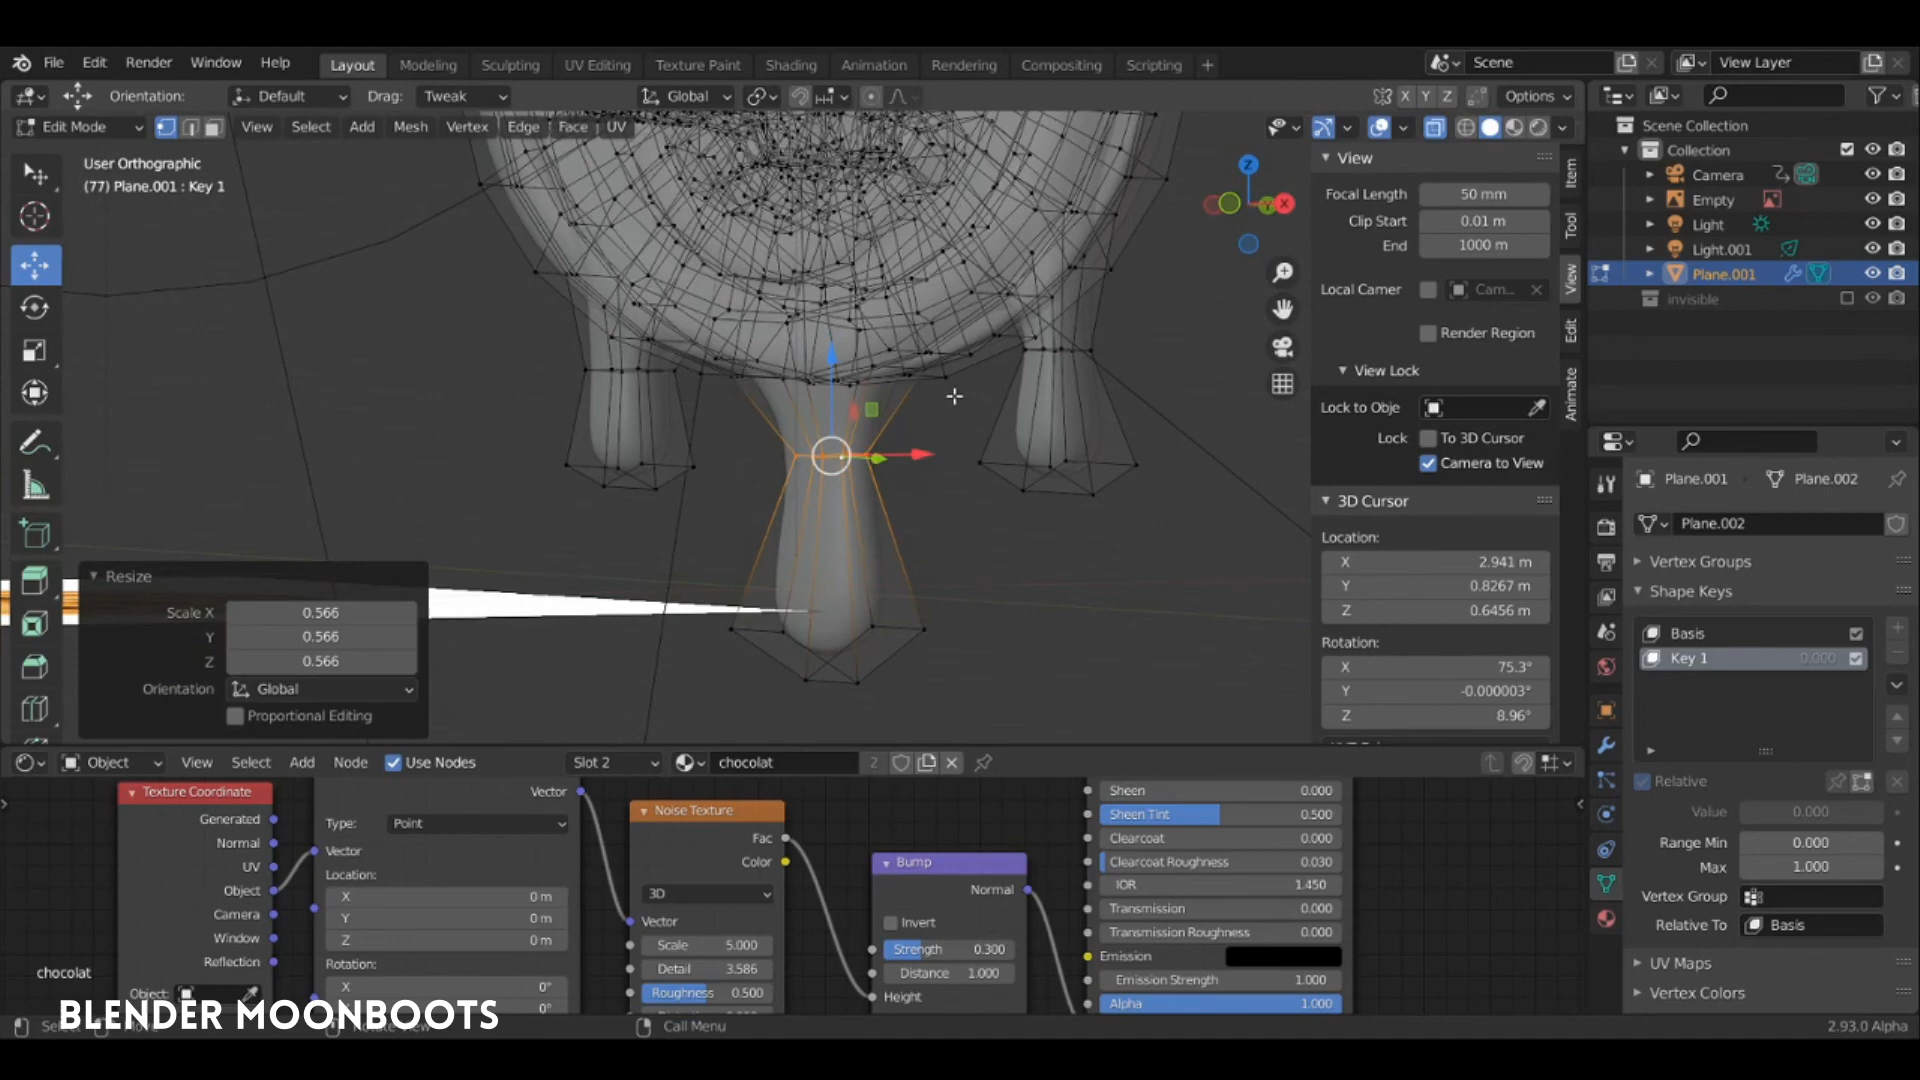 File Edit Render Window Help Layout Modeling Sculpting UV Editing Texture Paint Shading Animation Rendering Compositing Scripting + Scene View Layer
Orientation: Default Drag: Tweak Global X Y Z Options
Edit Mode View Select Add Mesh Vertex Edge Face UV
User Orthographic
(77) Plane.001 : Key 1
Z
X
Resize
Scale X 0.566
Y 0.566
Z 0.566
Orientation Global
Proportional Editing
View
Focal Length 50 mm
Clip Start 0.01 m
End 1000 m
Local Camer Cam...
Render Region
View Lock
Lock to Obje
Lock To 3D Cursor
Camera to View
3D Cursor
Location:
X 2.941 m
Y 0.8267 m
Z 0.6456 m
Rotation:
X 75.3°
Y -0.000003°
Z 8.96°
Item
Tool
View
Edit
Animate
Scene Collection
Collection
Camera
Empty
Light
Light.001
Plane.001
invisible
Plane.001 Plane.002
Plane.002
Vertex Groups
Shape Keys
Basis
Key 1 0.000
Relative
Value 0.000
Range Min 0.000
Max 1.000
Vertex Group
Relative To Basis
UV Maps
Vertex Colors
Object View Select Add Node Use Nodes Slot 2 chocolat 2
Texture Coordinate
Generated
Normal
UV
Object
Camera
Window
Reflection
Object:
Vector
Type: Point
Vector
Location:
X 0 m
Y 0 m
Z 0 m
Rotation:
X 0°
0°
Noise Texture
Fac
Color
3D
Vector
Scale 5.000
Detail 3.586
Roughness 0.500
Bump
Normal
Invert
Strength 0.300
Distance 1.000
Height
Sheen 0.000
Sheen Tint 0.500
Clearcoat 0.000
Clearcoat Roughness 0.030
IOR 1.450
Transmission 0.000
Transmission Roughness 0.000
Emission
Emission Strength 1.000
Alpha 1.000
chocolat
BLENDER MOONBOOTS
Call Menu
2.93.0 Alpha